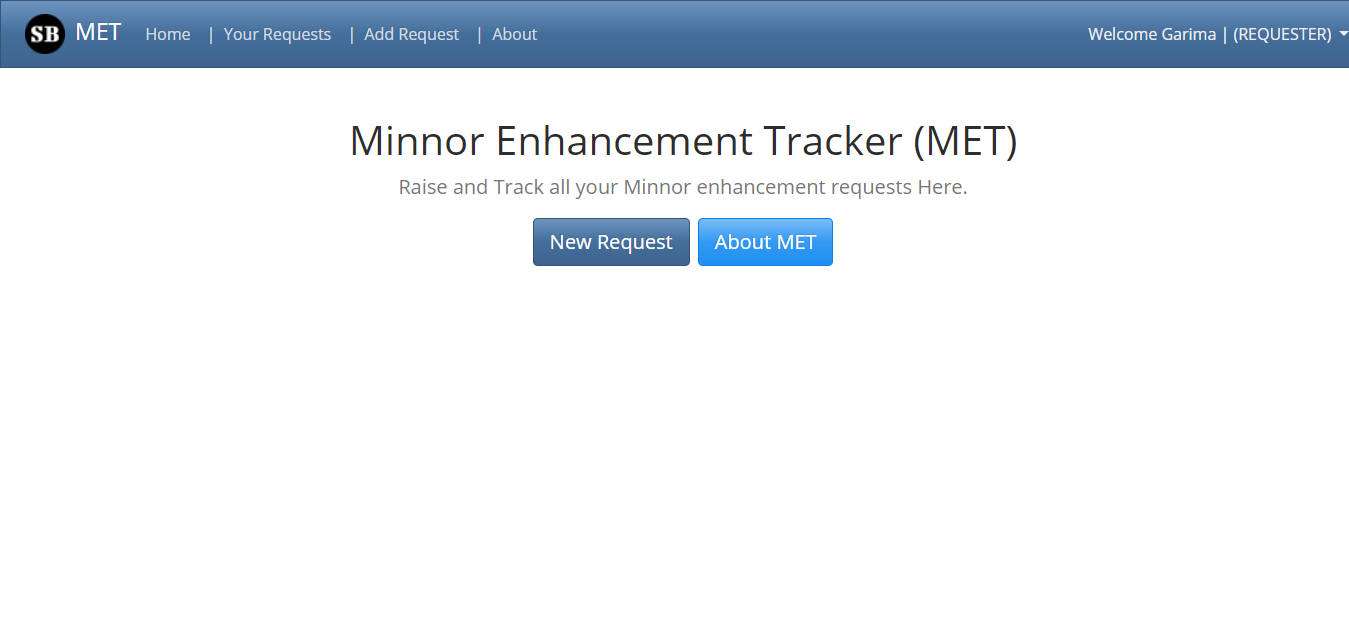 SB MET Home | Your Requests | Add Request | About Welcome Garima | (REQUESTER)
Minnor Enhancement Tracker (MET)
Raise and Track all your Minnor enhancement requests Here.
New Request About MET